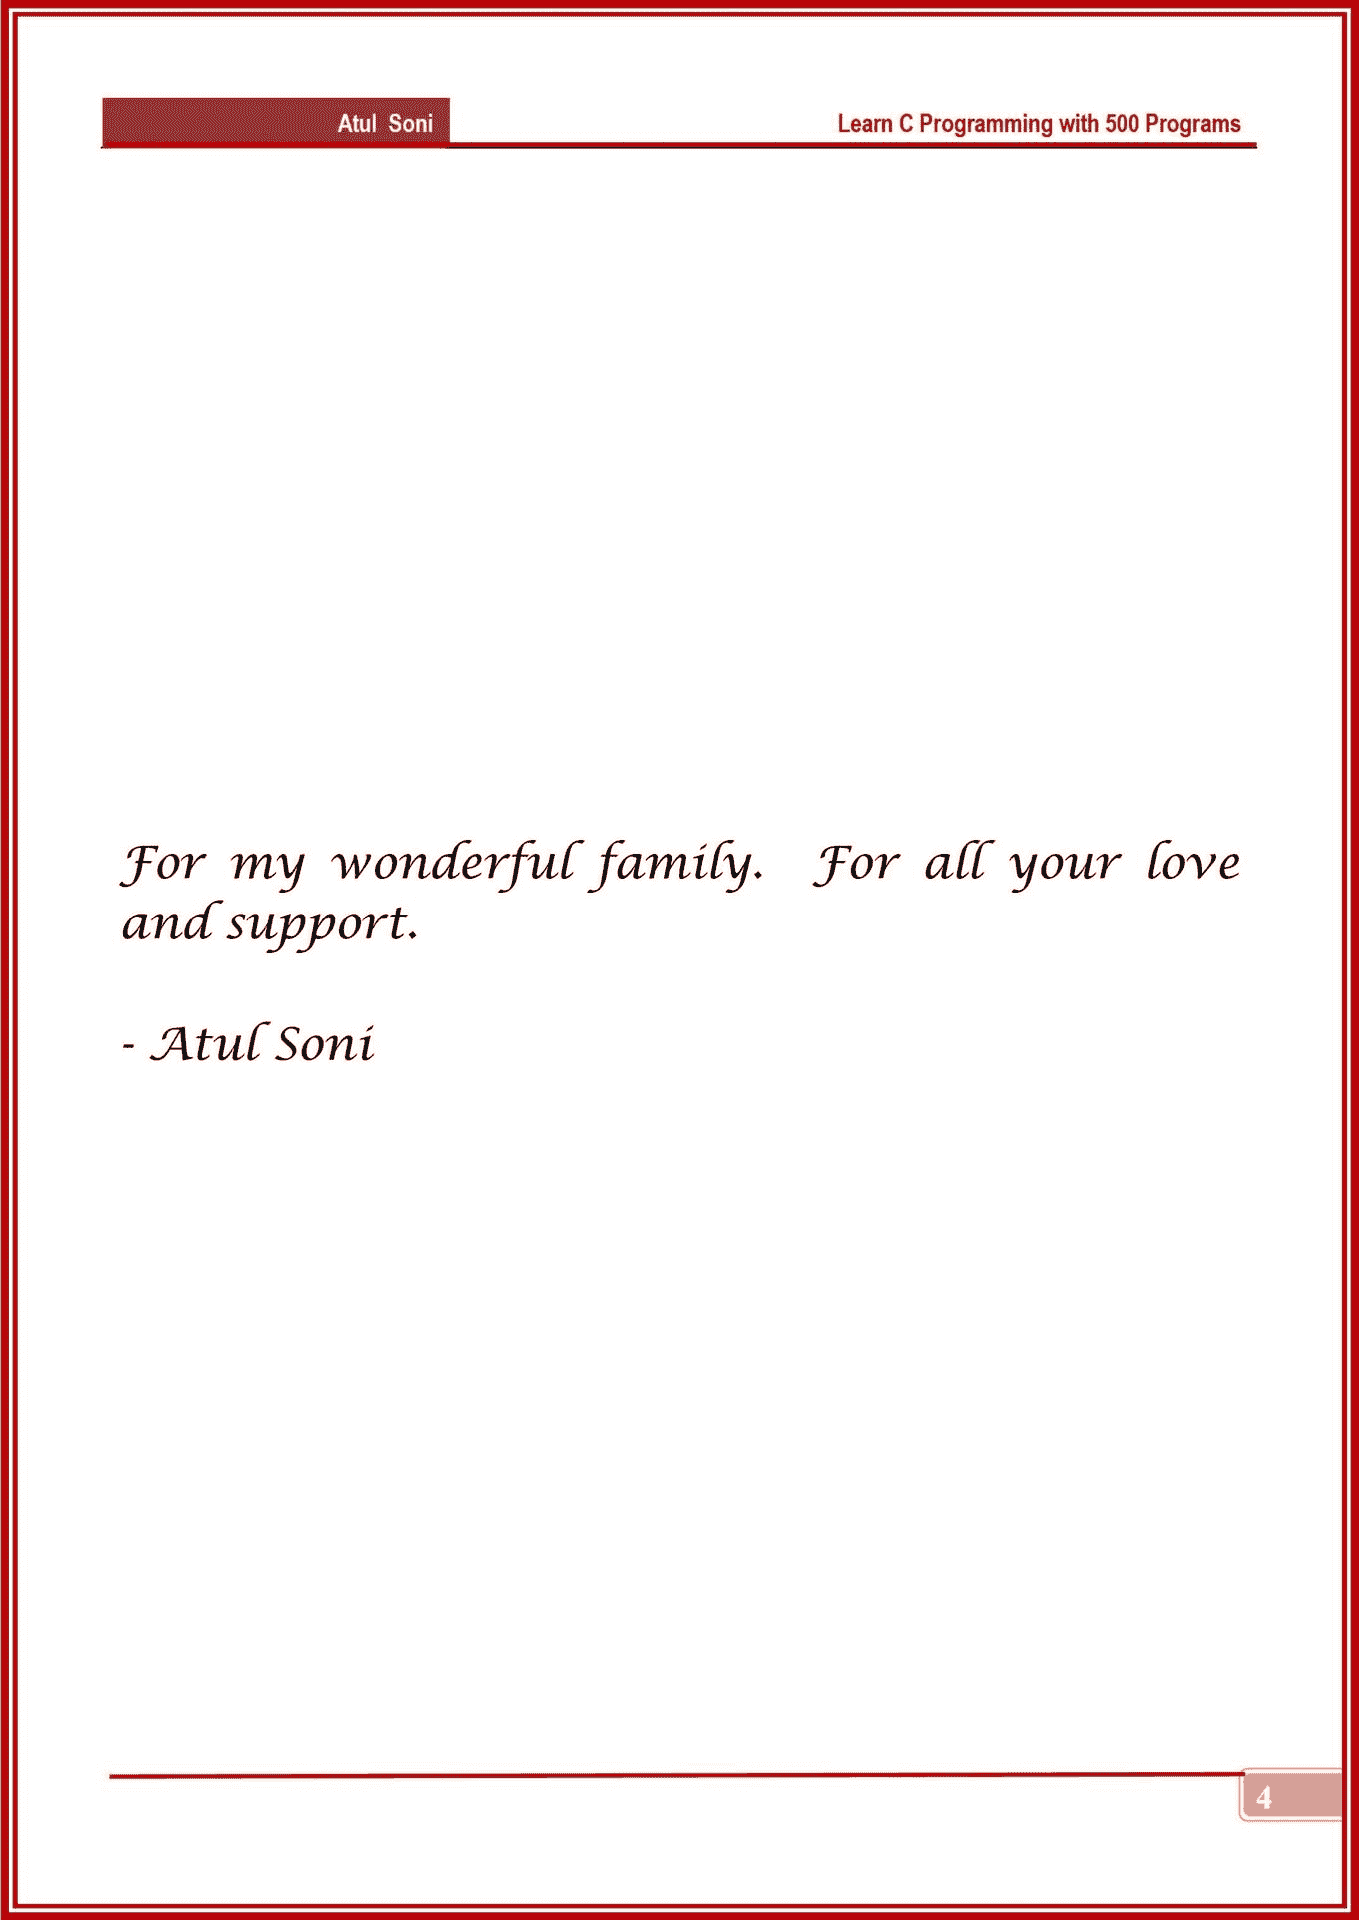 Atul  Soni
Learn C Programming with 500 Programs
For my wonderful family.  For all your love
and support.
- Atul Soni
4